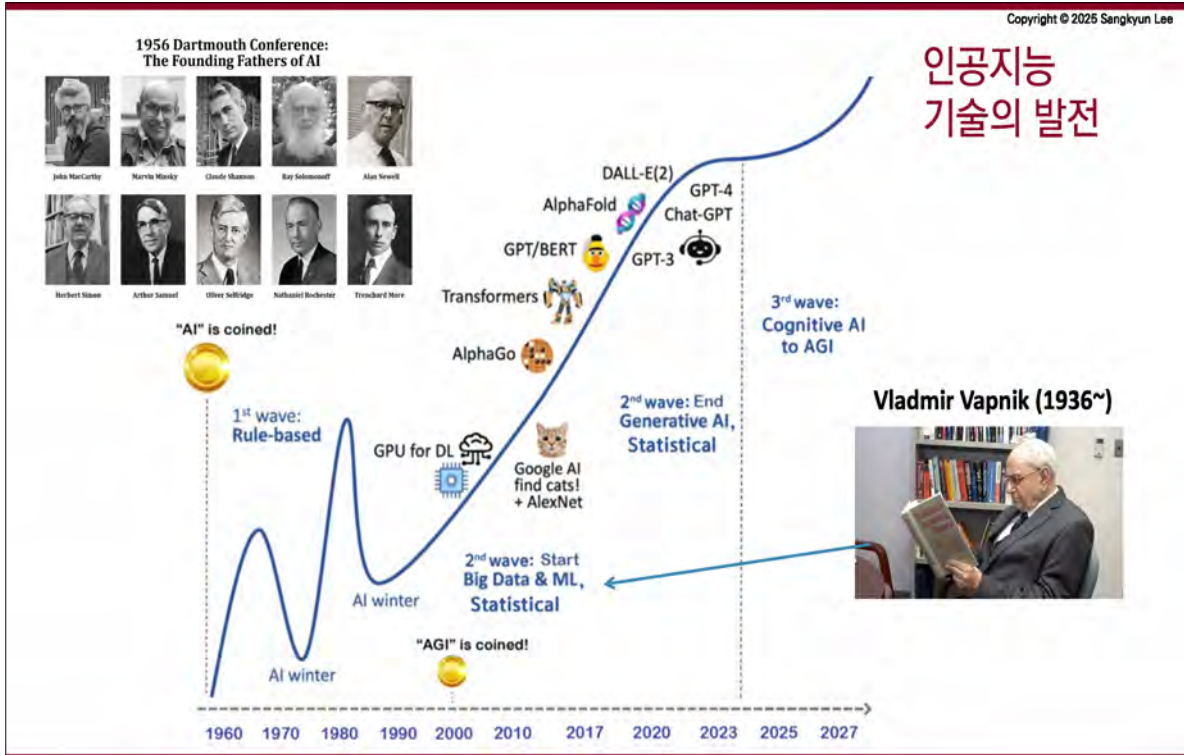 Copyright © 2025 Sangkyun Lee
인공지능
기술의 발전
1956 Dartmouth Conference:
The Founding Fathers of AI
John MacCarthy
Marvin Minsky
Claude Shannon
Ray Solomonoff
Alan Newell
Herbert Simon
Arthur Samuel
Oliver Selfridge
Nathaniel Rochester
Trenchard More
"AI" is coined!
1st wave:
Rule-based
AI winter
AI winter
"AGI" is coined!
GPU for DL
Google AI
find cats!
+ AlexNet
2nd wave: Start
Big Data & ML,
Statistical
AlphaGo
Transformers
GPT/BERT
AlphaFold
DALL-E(2)
GPT-4
Chat-GPT
GPT-3
2nd wave: End
Generative AI,
Statistical
3rd wave:
Cognitive AI
to AGI
Vladmir Vapnik (1936~)
1960 1970 1980 1990 2000 2010 2017 2020 2023 2025 2027